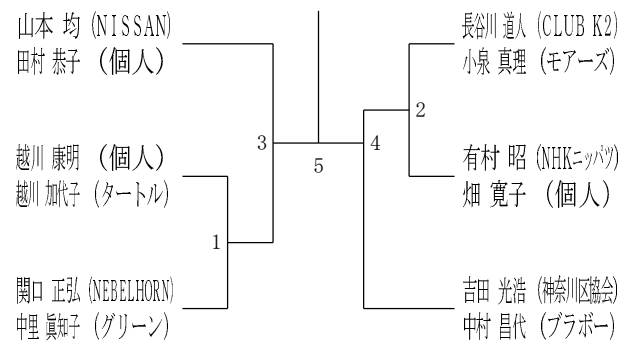 山本 均 (NISSAN)
田村 恭子 (個人)
越川 康明 (個人)
越川 加代子 (タートル)
関口 正弘 (NEBELHORN)
中里 眞知子 (グリーン)
1
3
5
4
2
長谷川 道人 (CLUB K2)
小泉 真理 (モアーズ)
有村 昭 (NHKニッパツ)
畑 寛子 (個人)
吉田 光浩 (神奈川区協会)
中村 昌代 (ブラボー)